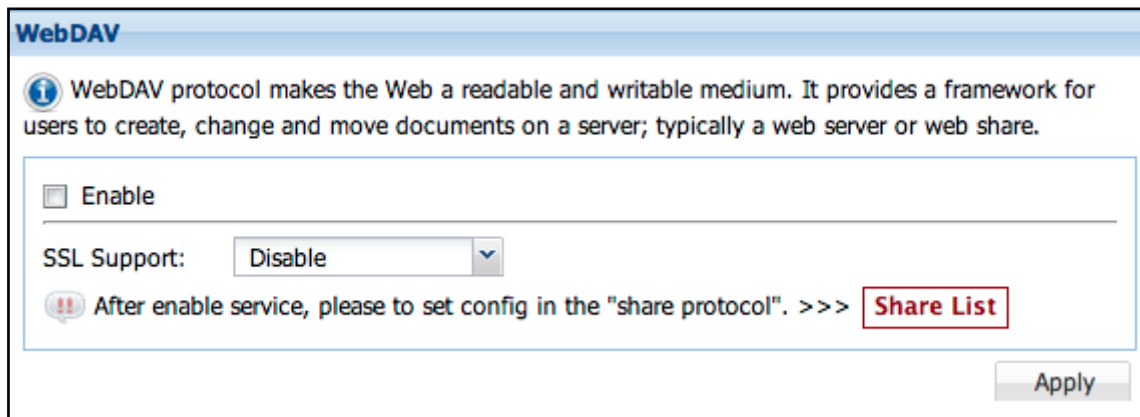 WebDAV
WebDAV protocol makes the Web a readable and writable medium. It provides a framework for
users to create, change and move documents on a server; typically a web server or web share.
Enable
SSL Support: Disable
!! After enable service, please to set config in the "share protocol". >>> Share List
Apply